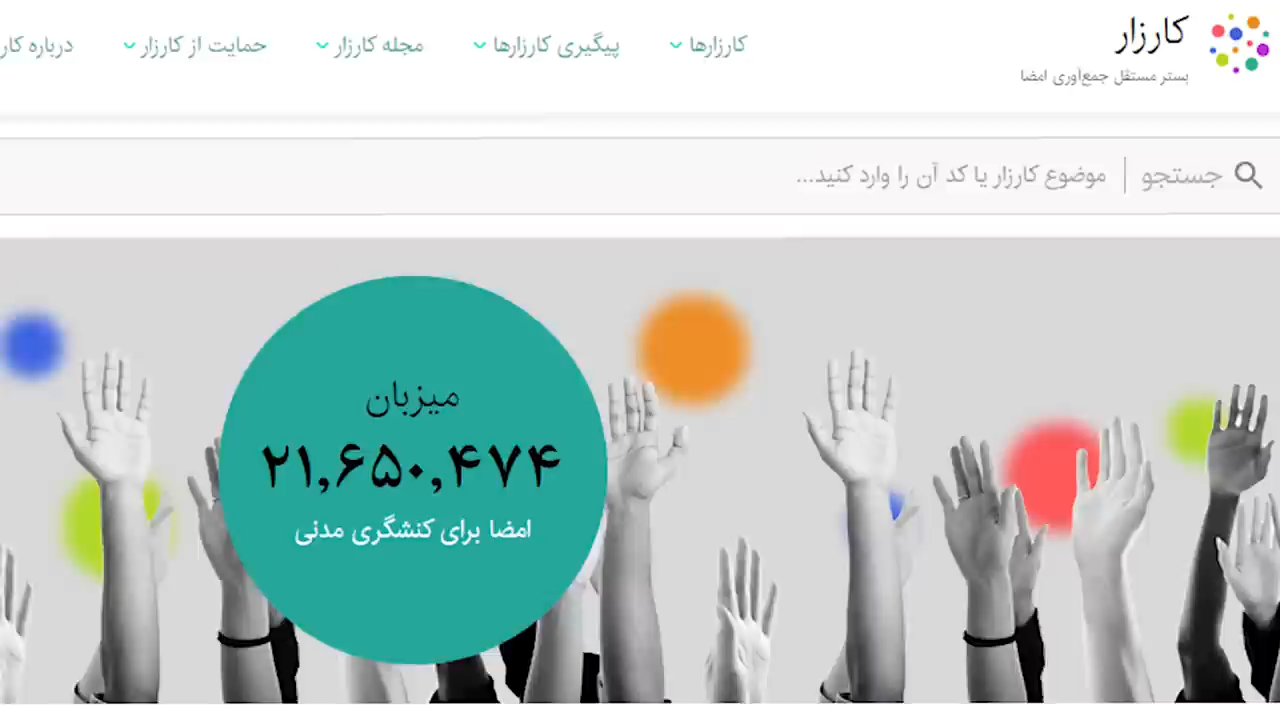 کارزار
بستر مستقل جمع‌آوری امضا
کارزارها
پیگیری کارزارها
مجله کارزار
حمایت از کارزار
درباره
جستجو
موضوع کارزار یا کد آن را وارد کنید...
میزبان
۲۱,۶۵۰,۴۷۴
امضا برای کنشگری مدنی